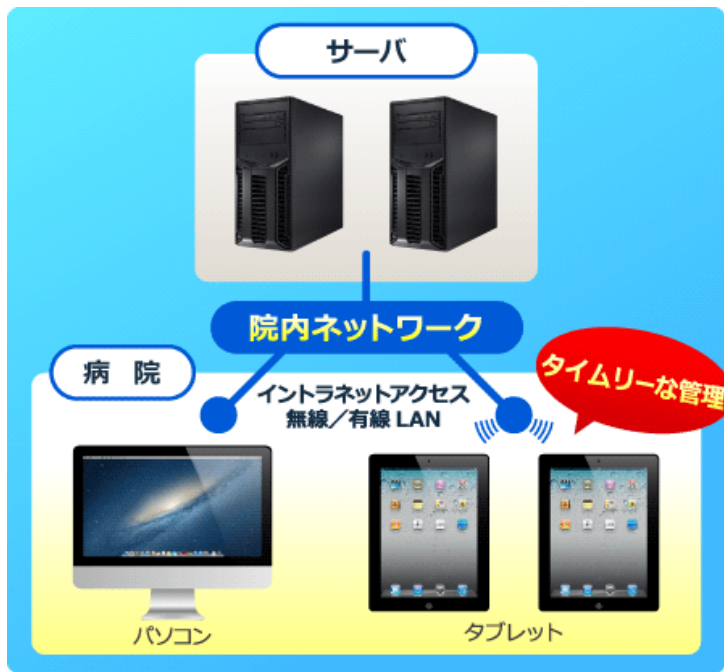 サーバ
院内ネットワーク
病 院
イントラネットアクセス
無線／有線 LAN
タイムリーな管理
パソコン
タブレット